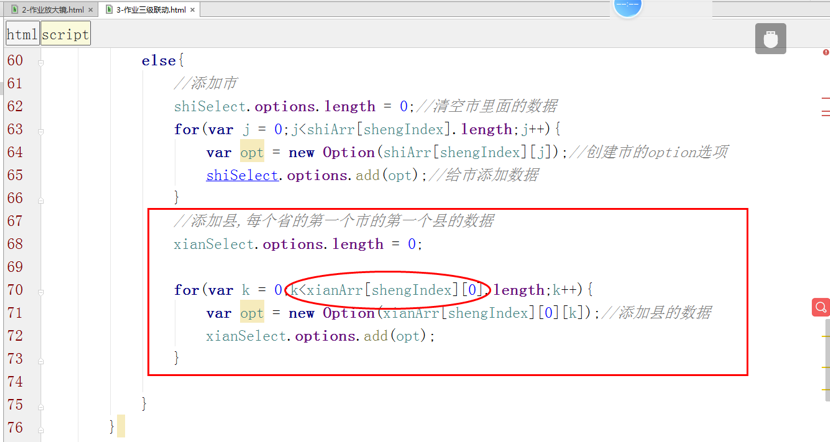 2-作业放大镜.html × 3-作业三级联动.html ×
html script
60 else{
61 //添加市
62 shiSelect.options.length = 0;//清空市里面的数据
63 for(var j = 0;j<shiArr[shengIndex].length;j++){
64 var opt = new Option(shiArr[shengIndex][j]);//创建市的option选项
65 shiSelect.options.add(opt);//给市添加数据
66 }
67 //添加县,每个省的第一个市的第一个县的数据
68 xianSelect.options.length = 0;
69
70 for(var k = 0;k<xianArr[shengIndex][0].length;k++){
71 var opt = new Option(xianArr[shengIndex][0][k]);//添加县的数据
72 xianSelect.options.add(opt);
73 }
74
75 }
76 }